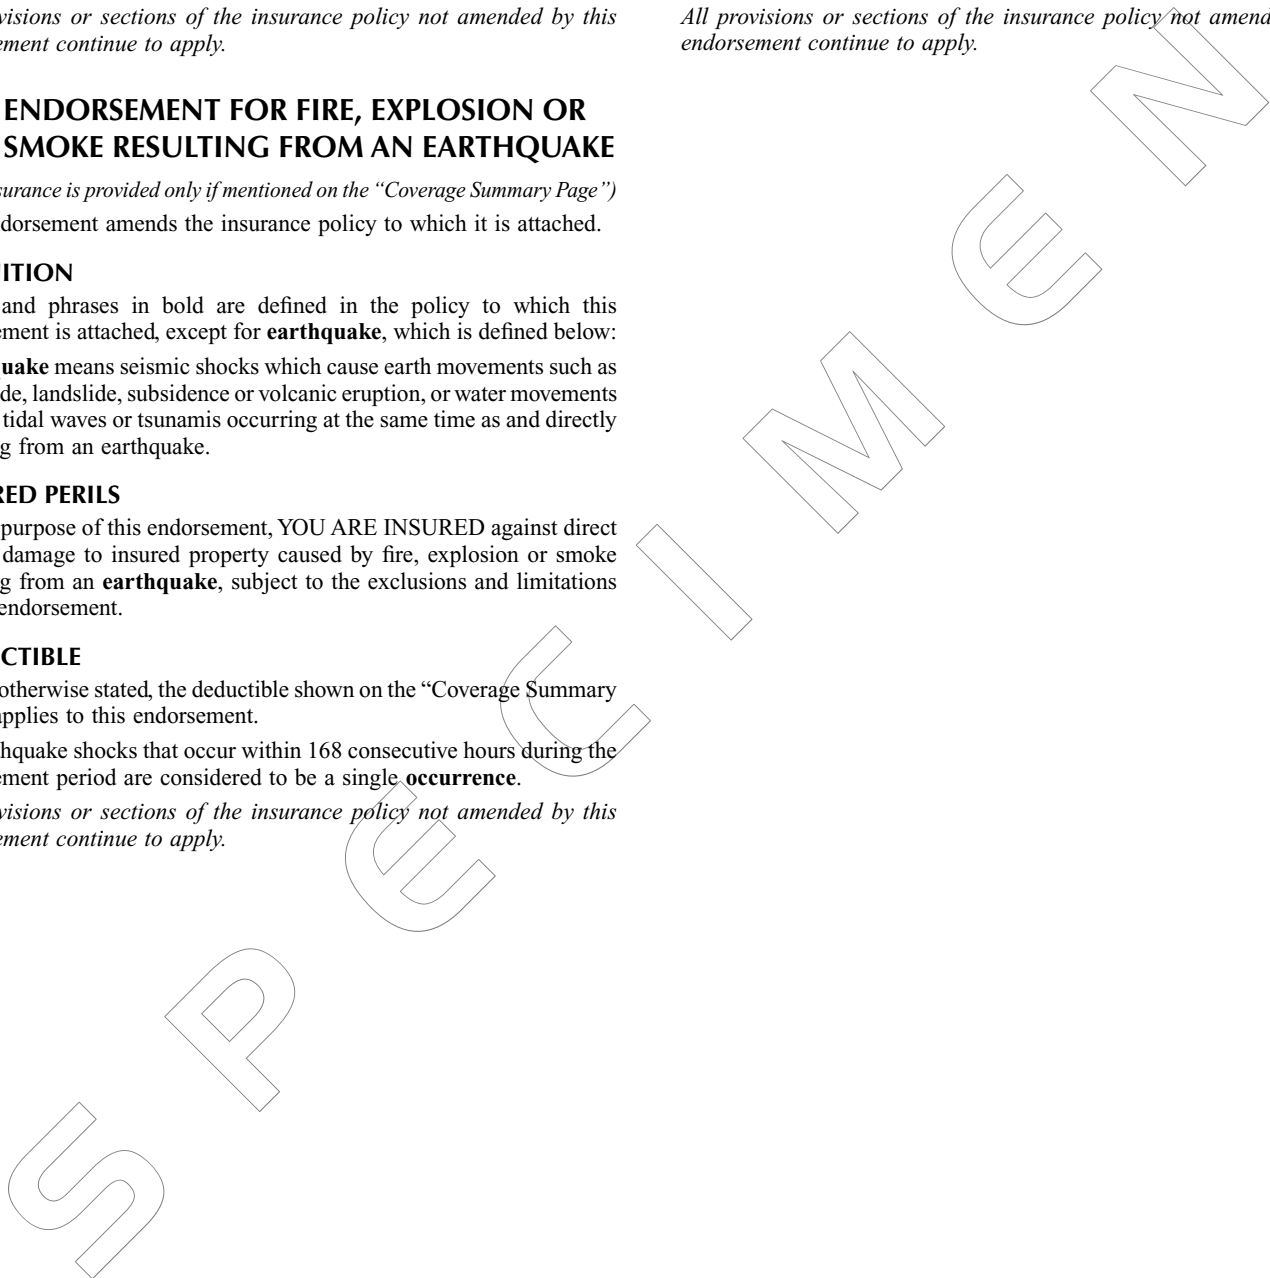 visions or sections of the insurance policy not amended by this
ement continue to apply.
ENDORSEMENT FOR FIRE, EXPLOSION OR
SMOKE RESULTING FROM AN EARTHQUAKE
surance is provided only if mentioned on the “Coverage Summary Page”)
dorsement amends the insurance policy to which it is attached.
ITION
and phrases in bold are defined in the policy to which this
ement is attached, except for earthquake, which is defined below:
uake means seismic shocks which cause earth movements such as
de, landslide, subsidence or volcanic eruption, or water movements
tidal waves or tsunamis occurring at the same time as and directly
g from an earthquake.
RED PERILS
purpose of this endorsement, YOU ARE INSURED against direct
damage to insured property caused by fire, explosion or smoke
g from an earthquake, subject to the exclusions and limitations
endorsement.
CTIBLE
otherwise stated, the deductible shown on the “Coverage Summary
applies to this endorsement.
hquake shocks that occur within 168 consecutive hours during the
ement period are considered to be a single occurrence.
visions or sections of the insurance policy not amended by this
ement continue to apply.
All provisions or sections of the insurance policy not amend
endorsement continue to apply.
SPECIMEN